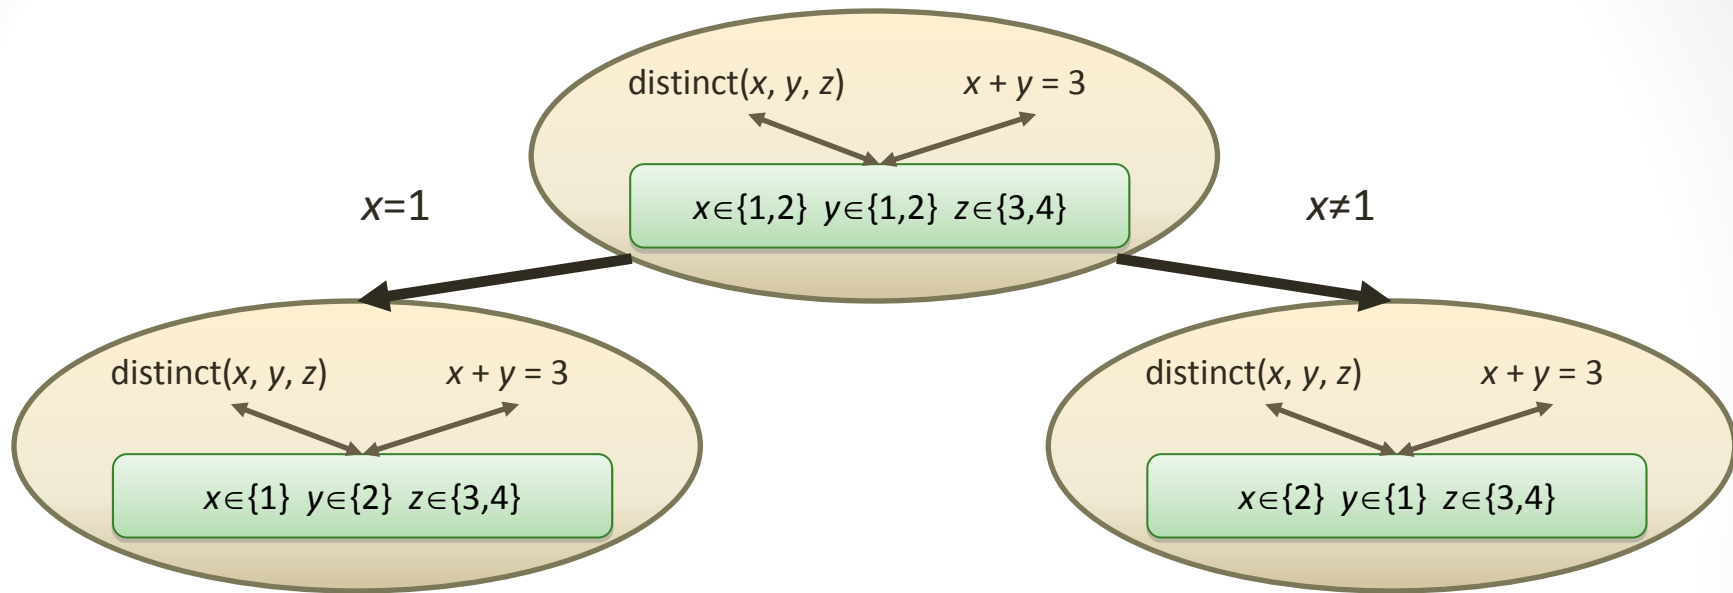 distinct(x, y, z) x + y = 3
x∈{1,2} y∈{1,2} z∈{3,4}
x=1
x≠1
distinct(x, y, z) x + y = 3
x∈{1} y∈{2} z∈{3,4}
distinct(x, y, z) x + y = 3
x∈{2} y∈{1} z∈{3,4}